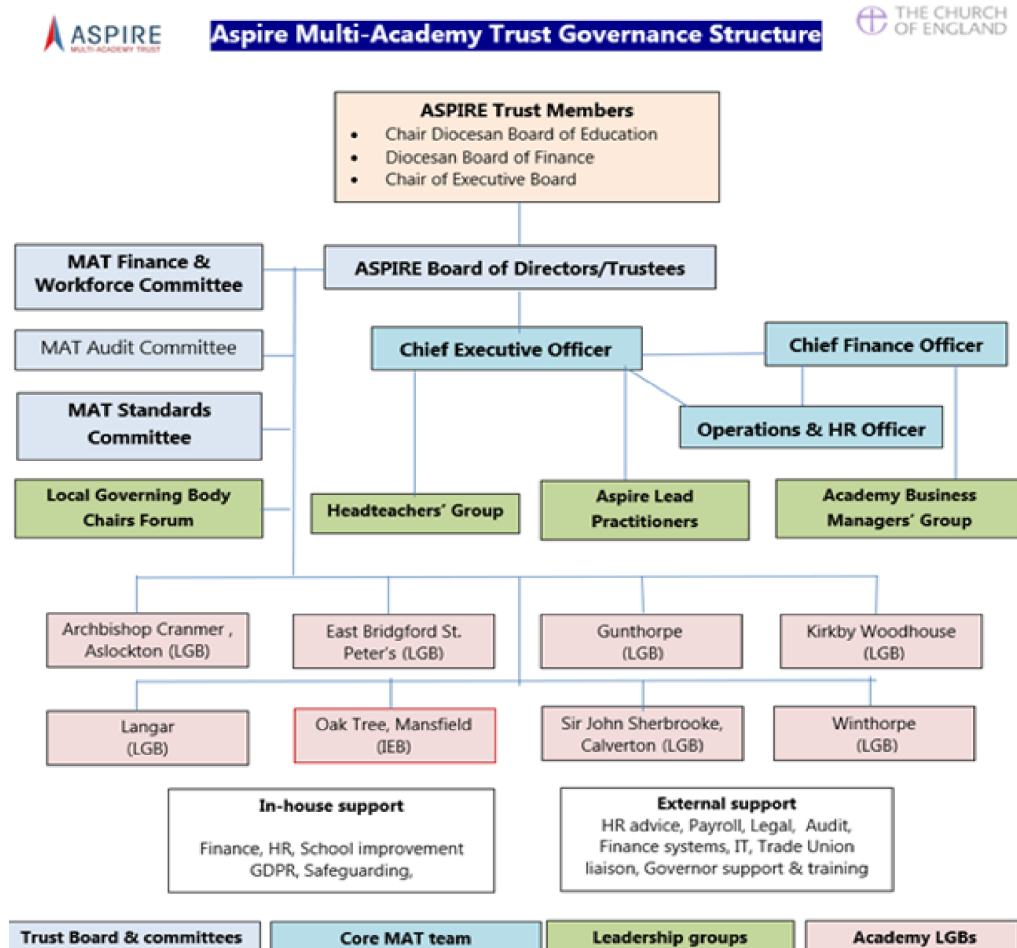 ASPIRE
MULTI-ACADEMY TRUST
Aspire Multi-Academy Trust Governance Structure
THE CHURCH
OF ENGLAND
ASPIRE Trust Members
• Chair Diocesan Board of Education
• Diocesan Board of Finance
• Chair of Executive Board
MAT Finance &
Workforce Committee
ASPIRE Board of Directors/Trustees
MAT Audit Committee
Chief Executive Officer
Chief Finance Officer
MAT Standards
Committee
Operations & HR Officer
Local Governing Body
Chairs Forum
Headteachers' Group
Aspire Lead
Practitioners
Academy Business
Managers' Group
Archbishop Cranmer ,
Aslockton (LGB)
East Bridgford St.
Peter's (LGB)
Gunthorpe
(LGB)
Kirkby Woodhouse
(LGB)
Langar
(LGB)
Oak Tree, Mansfield
(IEB)
Sir John Sherbrooke,
Calverton (LGB)
Winthorpe
(LGB)
In-house support
Finance, HR, School improvement
GDPR, Safeguarding,
External support
HR advice, Payroll, Legal, Audit,
Finance systems, IT, Trade Union
liaison, Governor support & training
Trust Board & committees
Core MAT team
Leadership groups
Academy LGBs